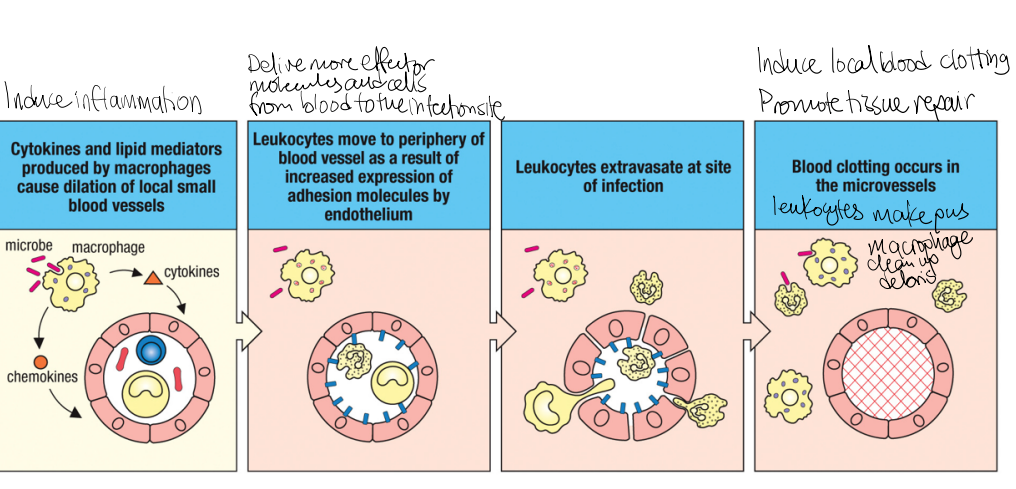 Induce inflammation
Delive more effector
molecules and cells
from blood to the infection site
Induce local blood clotting
Promote tissue repair
Cytokines and lipid mediators
produced by macrophages
cause dilation of local small
blood vessels
Leukocytes move to periphery of
blood vessel as a result of
increased expression of
adhesion molecules by
endothelium
Leukocytes extravasate at site
of infection
Blood clotting occurs in
the microvessels
leukocytes make pus
macrophage
clean up
debris
microbe
macrophage
cytokines
chemokines